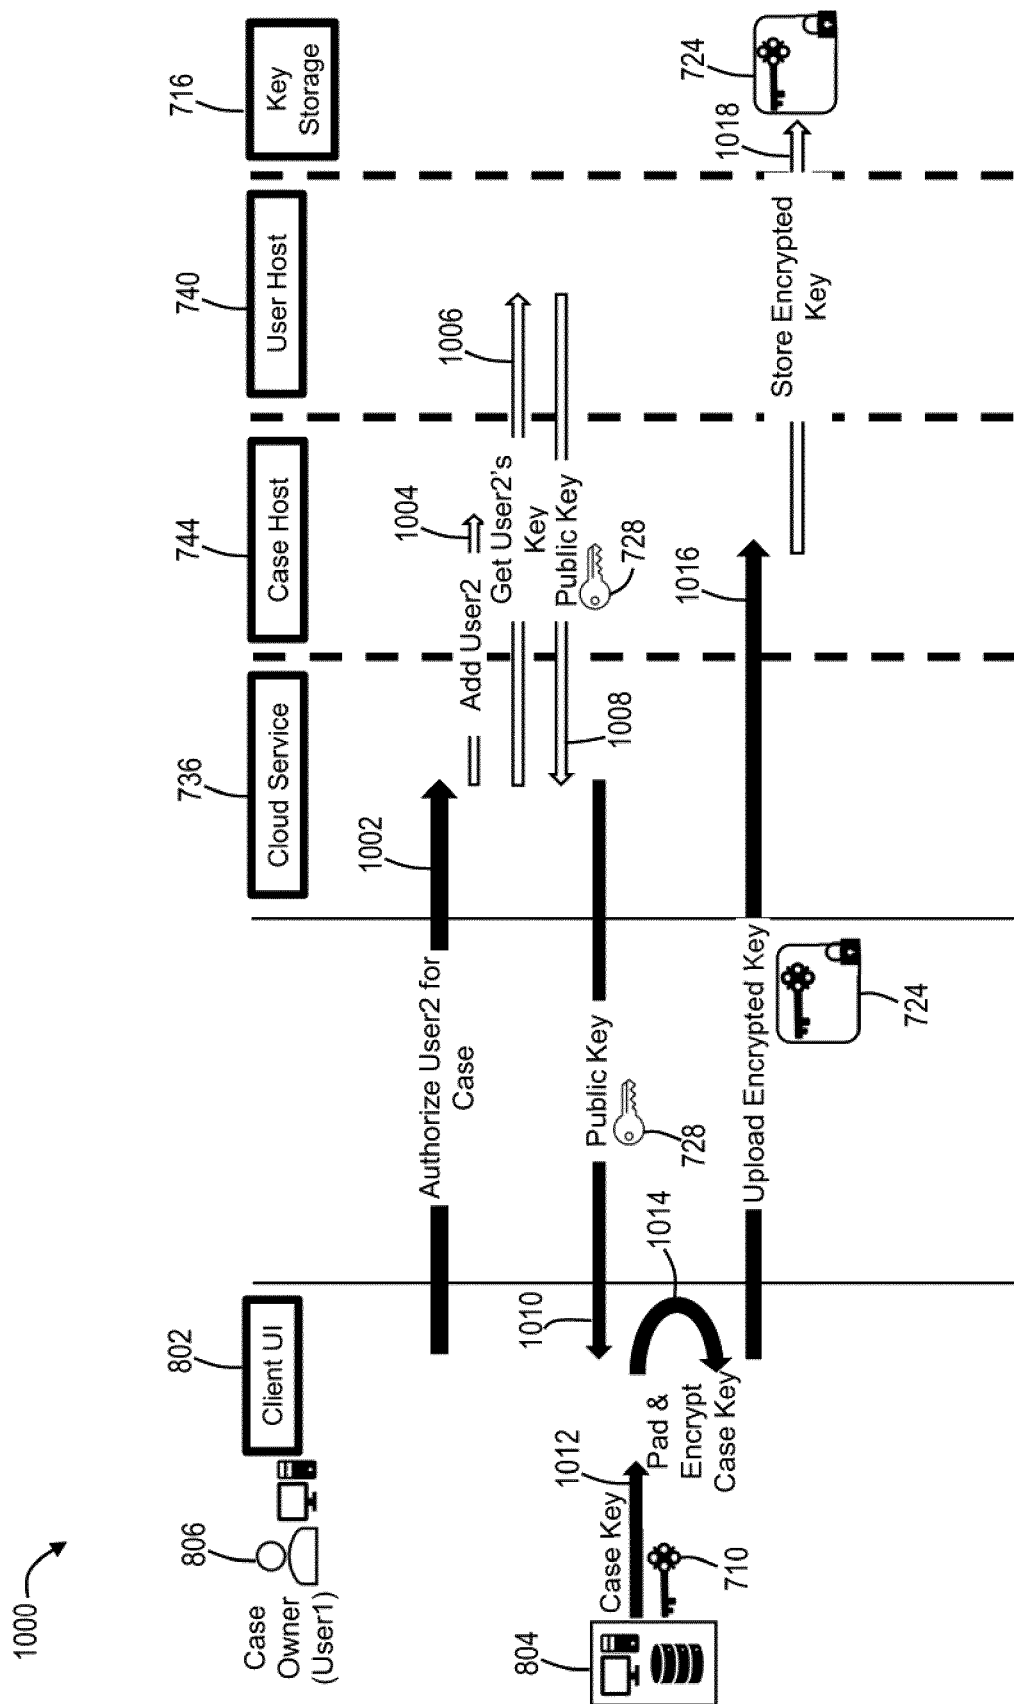 1000
806
Case
Owner
(User1)
802
Client UI
736
Cloud Service
744
Case Host
740
User Host
716
Key
Storage
Authorize User2 for
Case
1002
Add User2
1004
Get User2's
Key
1006
Public Key
728
1008
Public Key
728
1010
804
Case Key
1012
710
Pad &
Encrypt
Case Key
1014
Upload Encrypted Key
724
1016
Store Encrypted
Key
1018
724